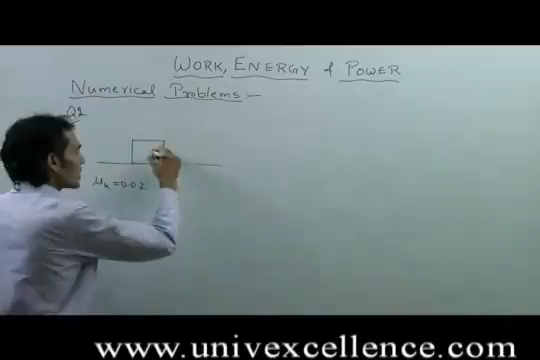 WORK, ENERGY & POWER
Numerical Problems —
Q2
μk = 0.02
www.univexcellence.com